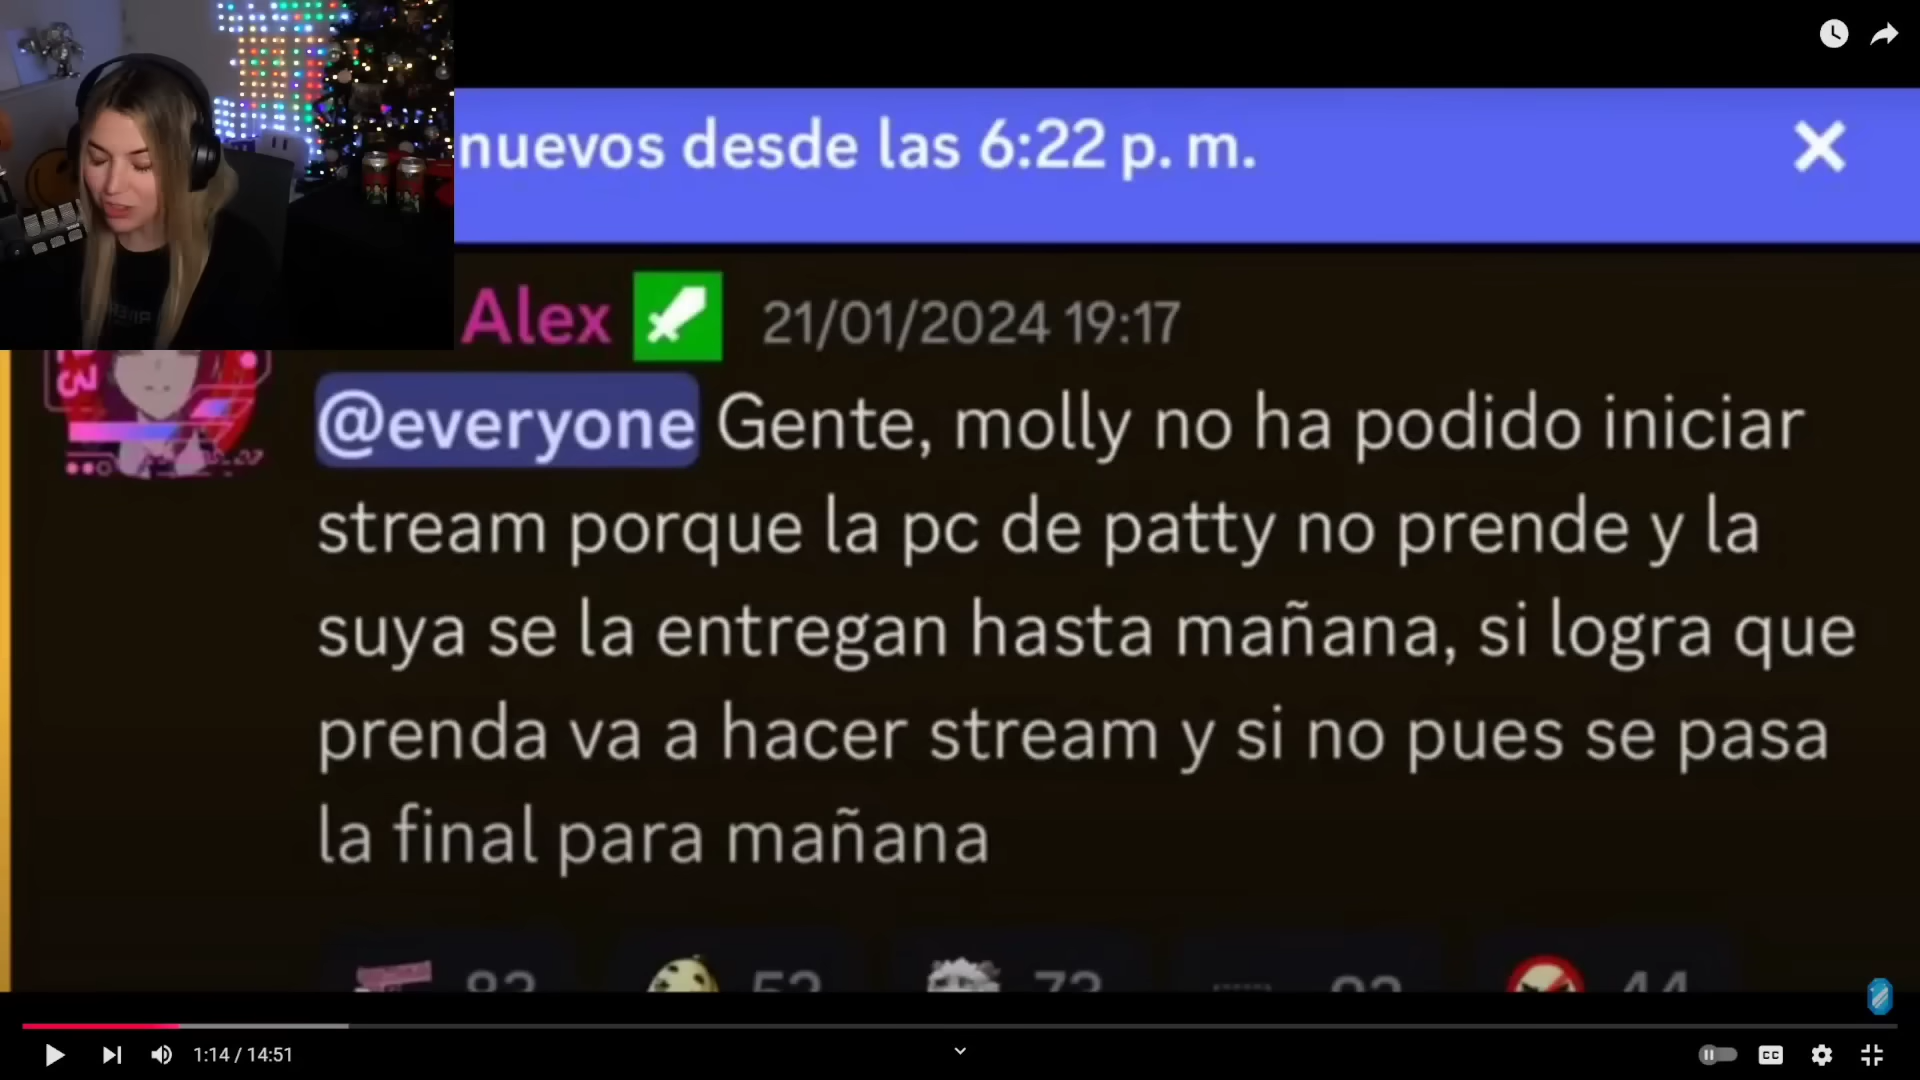 nuevos desde las 6:22 p. m.
Alex 21/01/2024 19:17
@everyone Gente, molly no ha podido iniciar
stream porque la pc de patty no prende y la
suya se la entregan hasta mañana, si logra que
prenda va a hacer stream y si no pues se pasa
la final para mañana
1:14 / 14:51
CC